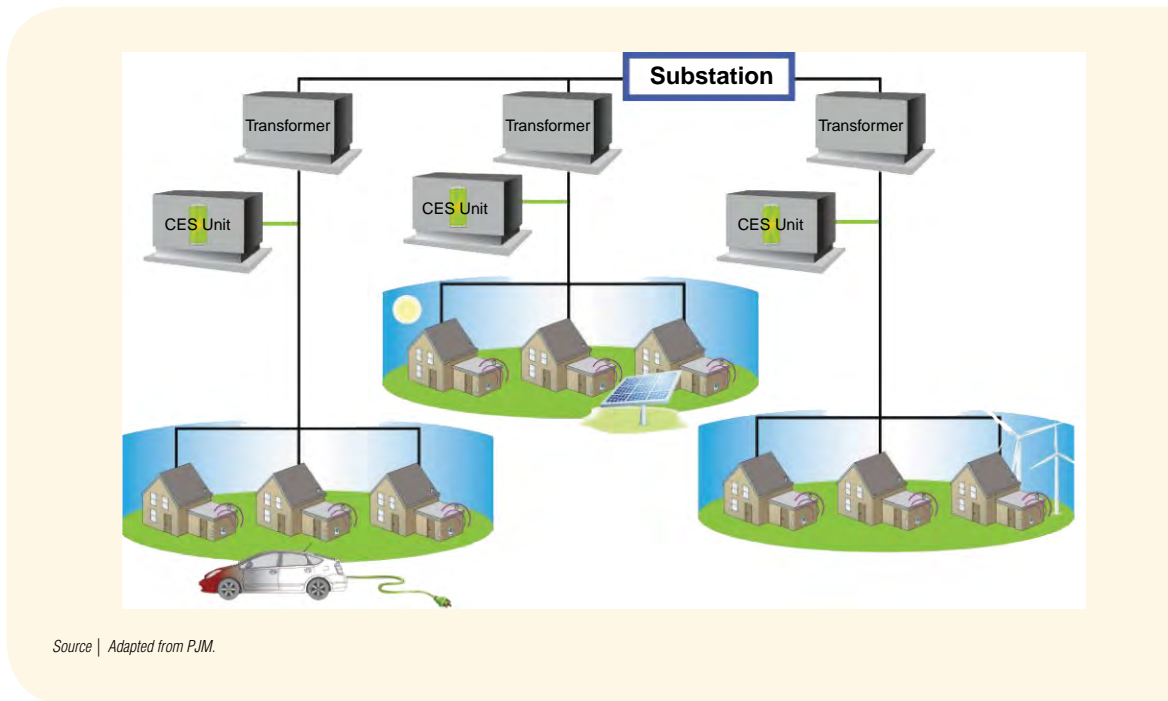 Substation
Transformer
Transformer
Transformer
CES Unit
CES Unit
CES Unit
Source | Adapted from PJM.